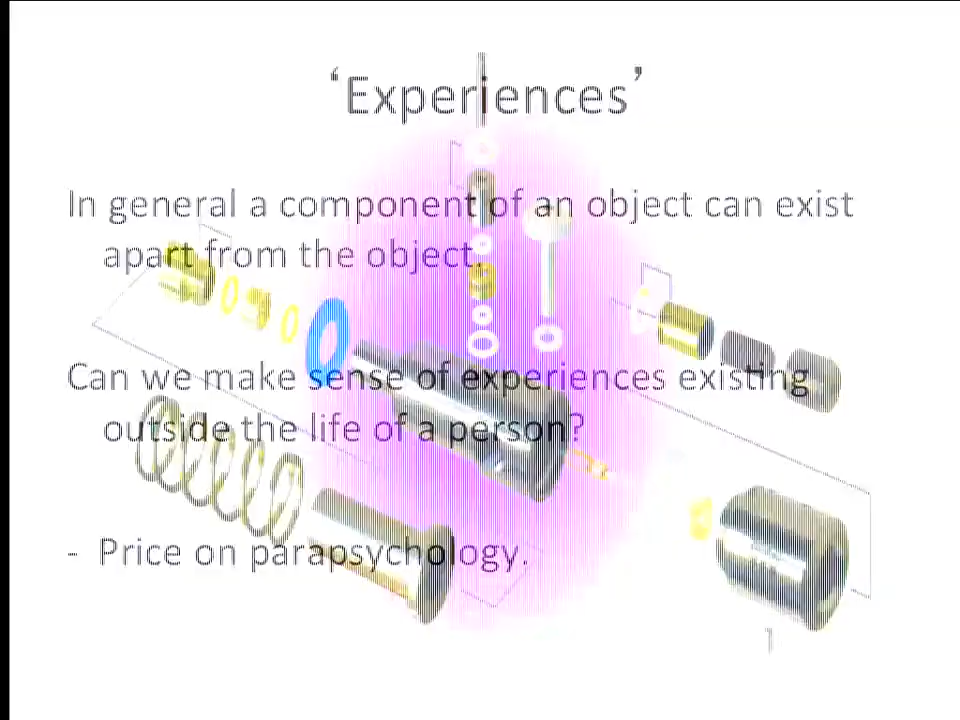 ‘Experiences’
In general a component of an object can exist
apart from the object.
Can we make sense of experiences existing
outside the life of a person?
- Price on parapsychology.